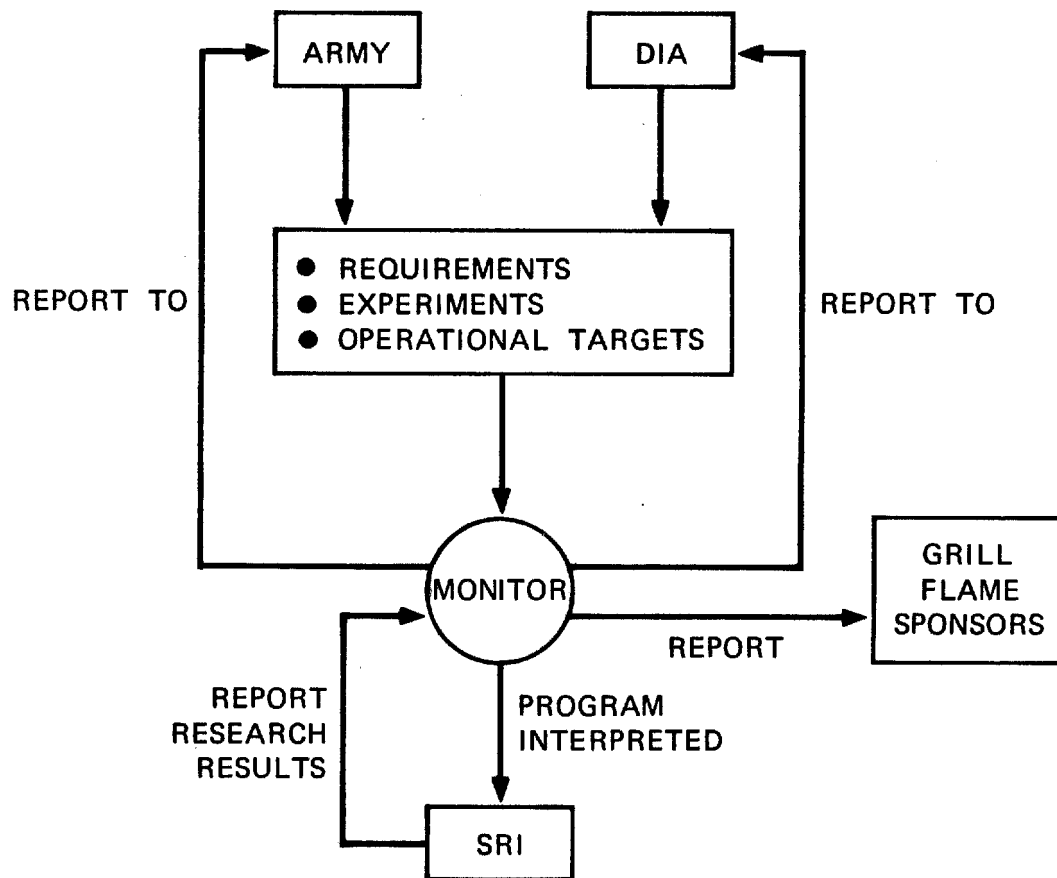 ARMY
DIA
● REQUIREMENTS
● EXPERIMENTS
● OPERATIONAL TARGETS
REPORT TO
REPORT TO
MONITOR
GRILL
FLAME
SPONSORS
REPORT
REPORT
RESEARCH
RESULTS
PROGRAM
INTERPRETED
SRI